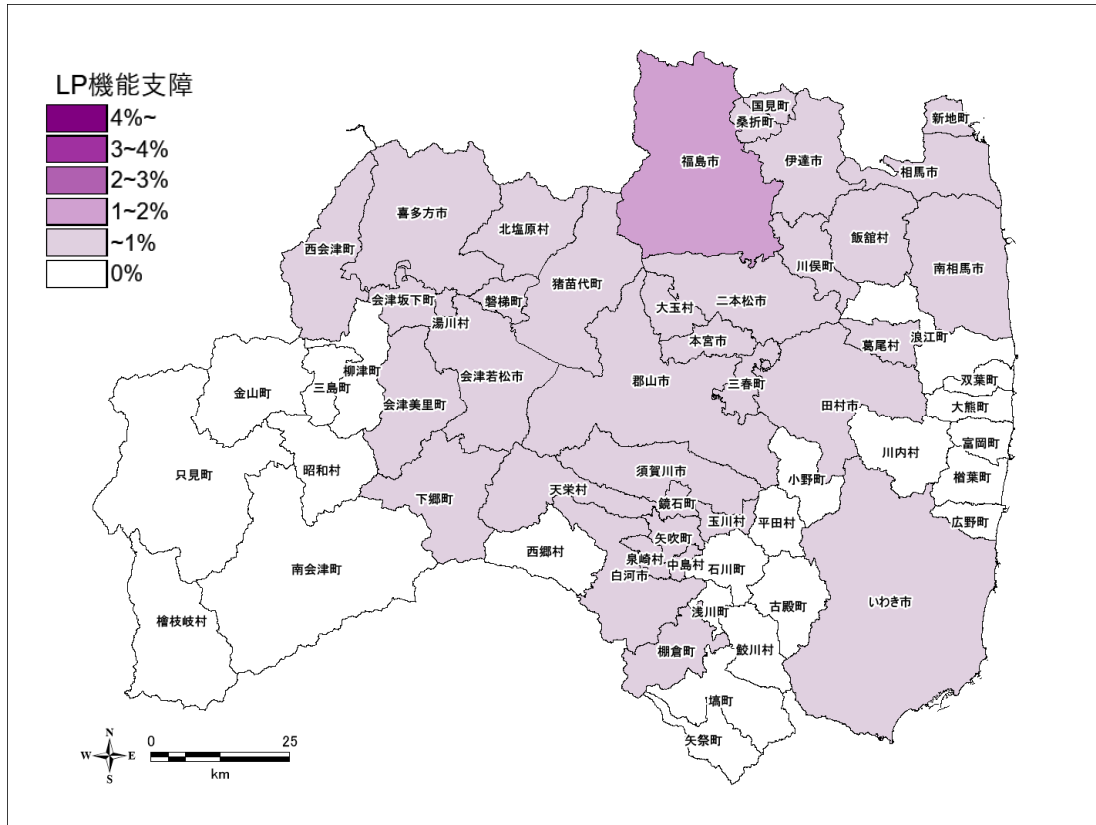 LP機能支障
4%~
3~4%
2~3%
1~2%
~1%
0%
国見町
桑折町
新地町
福島市
伊達市
相馬市
喜多方市
北塩原村
西会津町
飯舘村
川俣町
南相馬市
猪苗代町
会津坂下町
磐梯町
湯川村
大玉村
二本松市
本宮市
浪江町
葛尾村
柳津町
三島町
金山町
会津若松市
会津美里町
郡山市
三春町
田村市
双葉町
大熊町
川内村
富岡町
楢葉町
広野町
只見町
昭和村
下郷町
須賀川市
天栄村
鏡石町
小野町
玉川村
平田村
矢吹町
西郷村
泉崎村
中島村
石川町
白河市
南会津町
古殿町
いわき市
浅川町
檜枝岐村
棚倉町
鮫川村
塙町
矢祭町
N
W E
S
0 25
km